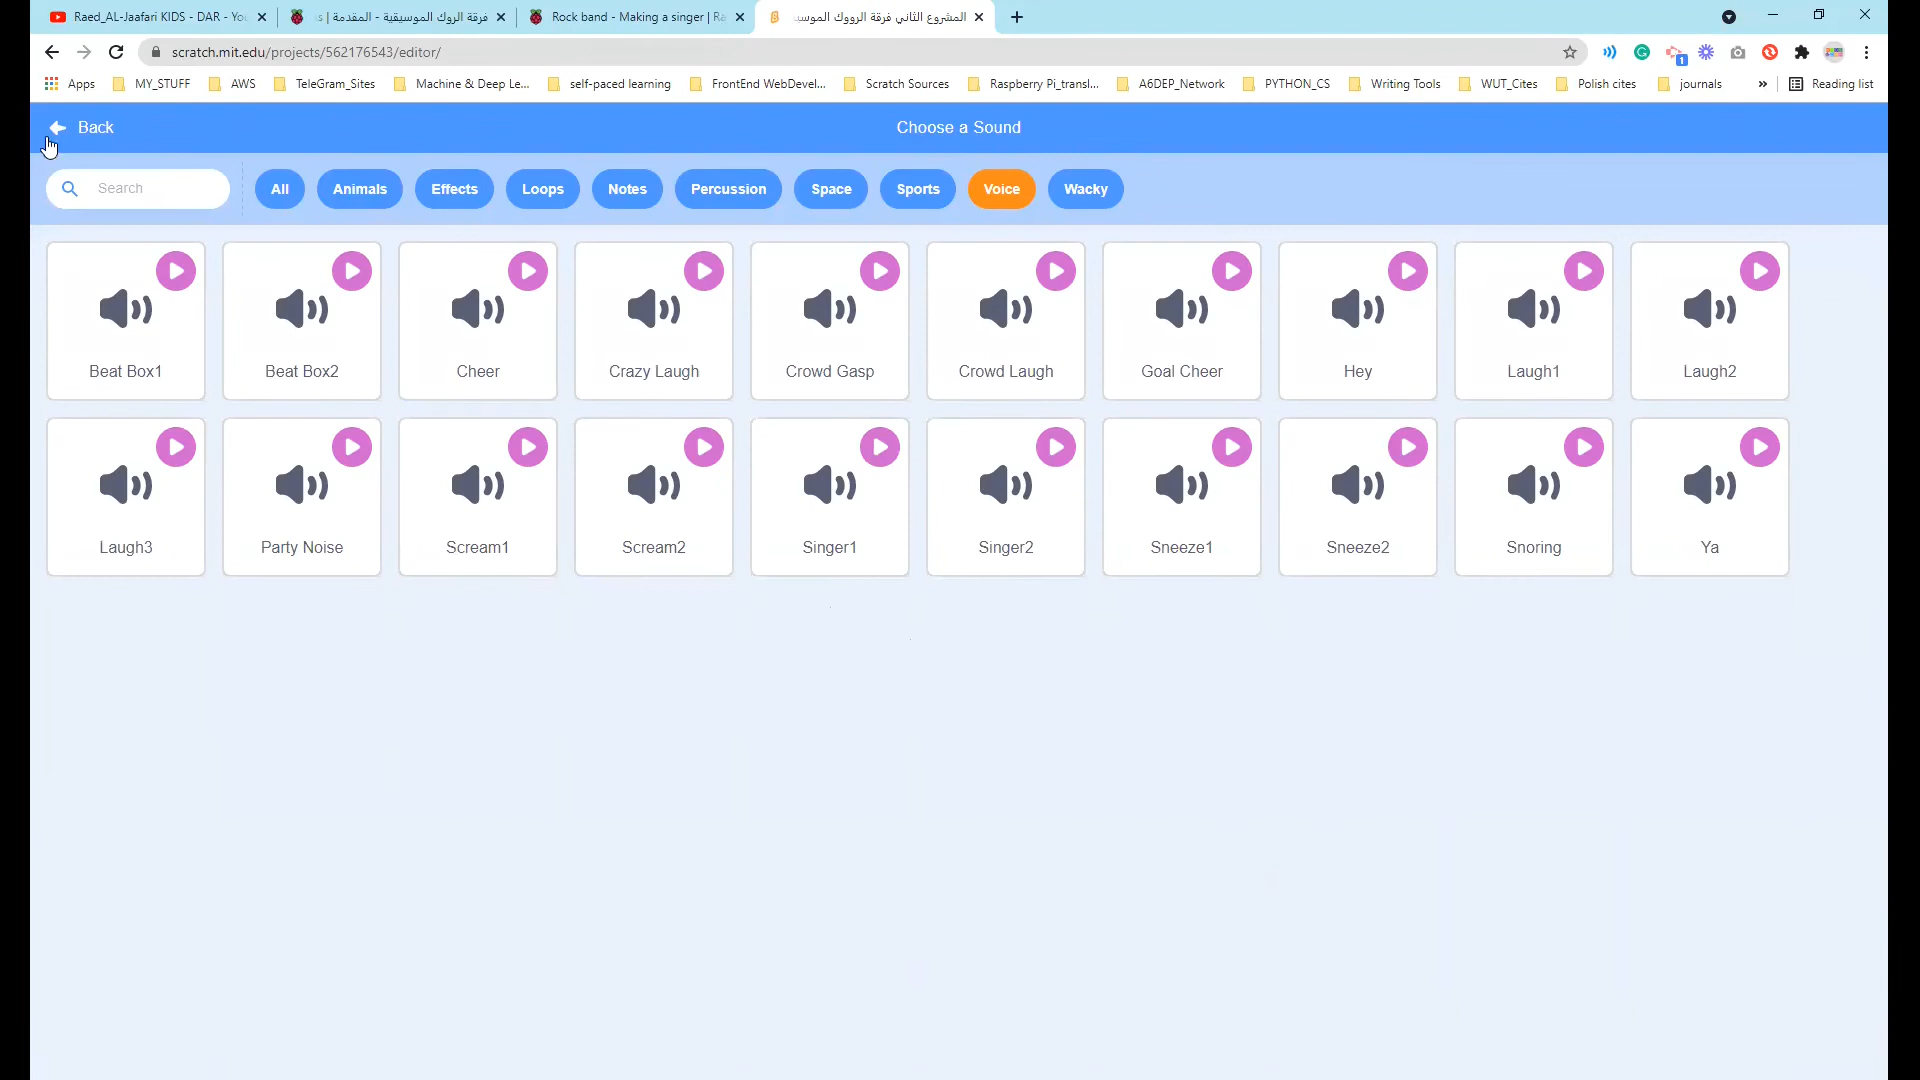 Raed_AL-Jaafari KIDS - DAR - You
فرقة الروك الموسيقية - المقدمة | s
Rock band - Making a singer | Ra
المشروع الثاني فرقة الرووك الموسيـ
scratch.mit.edu/projects/562176543/editor/
1
Apps MY_STUFF AWS TeleGram_Sites Machine & Deep Le... self-paced learning FrontEnd WebDevel... Scratch Sources Raspberry Pi_transl... A6DEP_Network PYTHON_CS Writing Tools WUT_Cites Polish cites journals » Reading list
Back Choose a Sound
Search All Animals Effects Loops Notes Percussion Space Sports Voice Wacky
Beat Box1 Beat Box2 Cheer Crazy Laugh Crowd Gasp Crowd Laugh Goal Cheer Hey Laugh1 Laugh2
Laugh3 Party Noise Scream1 Scream2 Singer1 Singer2 Sneeze1 Sneeze2 Snoring Ya